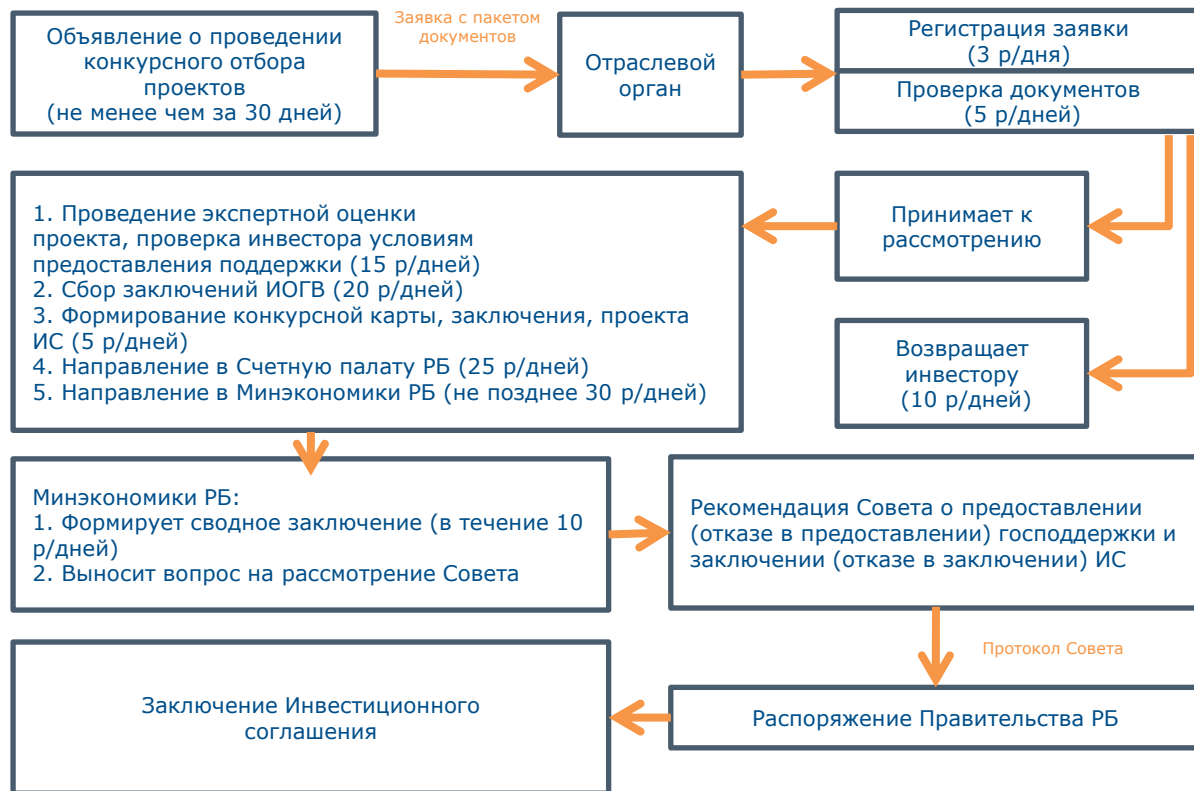 Объявление о проведении
конкурсного отбора
проектов
(не менее чем за 30 дней)
Заявка с пакетом
документов
Отраслевой
орган
Регистрация заявки
(3 р/дня)
Проверка документов
(5 р/дней)
Принимает к
рассмотрению
Возвращает
инвестору
(10 р/дней)
1. Проведение экспертной оценки
проекта, проверка инвестора условиям
предоставления поддержки (15 р/дней)
2. Сбор заключений ИОГВ (20 р/дней)
3. Формирование конкурсной карты, заключения, проекта
ИС (5 р/дней)
4. Направление в Счетную палату РБ (25 р/дней)
5. Направление в Минэкономики РБ (не позднее 30 р/дней)
Минэкономики РБ:
1. Формирует сводное заключение (в течение 10
р/дней)
2. Выносит вопрос на рассмотрение Совета
Рекомендация Совета о предоставлении
(отказе в предоставлении) господдержки и
заключении (отказе в заключении) ИС
Протокол Совета
Распоряжение Правительства РБ
Заключение Инвестиционного
соглашения